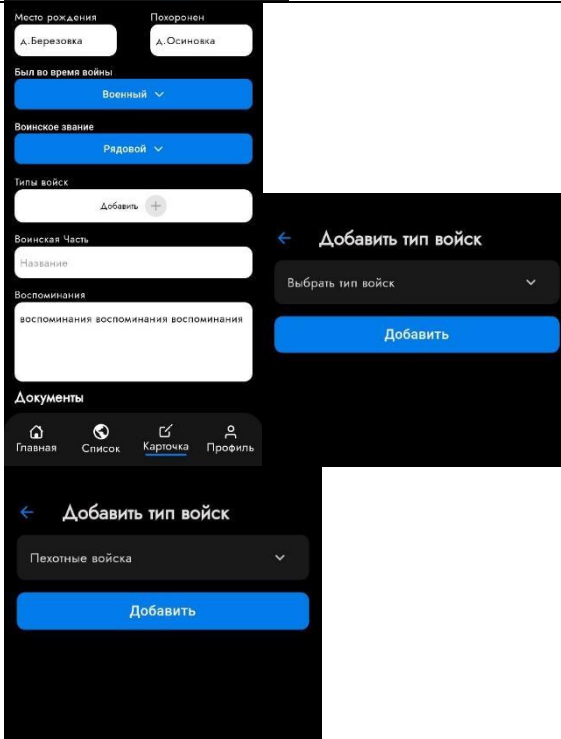 Место рождения Похоронен
д.Березовка д.Осиновка
Был во время войны
Военный
Воинское звание
Рядовой
Типы войск
Добавить
Воинская Часть
Название
Воспоминания
воспоминания воспоминания воспоминания
Документы
Главная Список Карточка Профиль
Добавить тип войск
Выбрать тип войск
Добавить
Добавить тип войск
Пехотные войска
Добавить